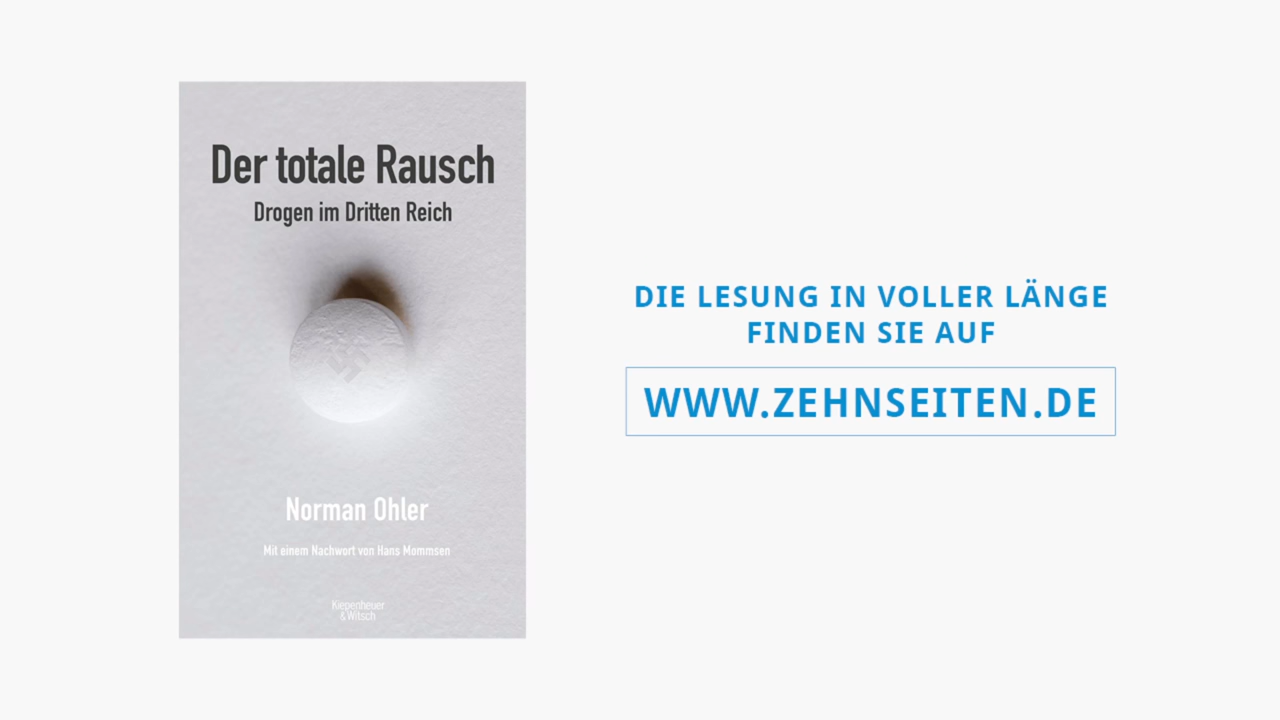 Der totale Rausch
Drogen im Dritten Reich
Norman Ohler
Mit einem Nachwort von Hans Mommsen
Kiepenheuer
&Witsch
DIE LESUNG IN VOLLER LÄNGE
FINDEN SIE AUF
WWW.ZEHNSEITEN.DE